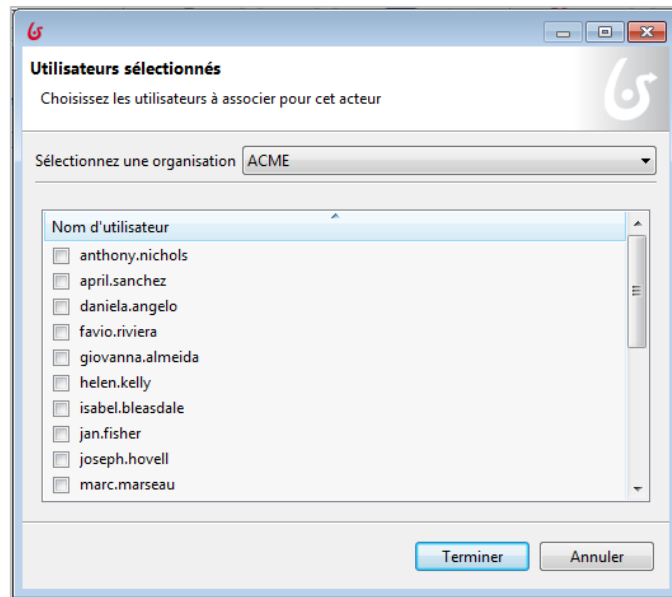 Utilisateurs sélectionnés
Choisissez les utilisateurs à associer pour cet acteur
Sélectionnez une organisation ACME
Nom d'utilisateur
anthony.nichols
april.sanchez
daniela.angelo
favio.riviera
giovanna.almeida
helen.kelly
isabel.bleasdale
jan.fisher
joseph.hovell
marc.marseau
Terminer Annuler